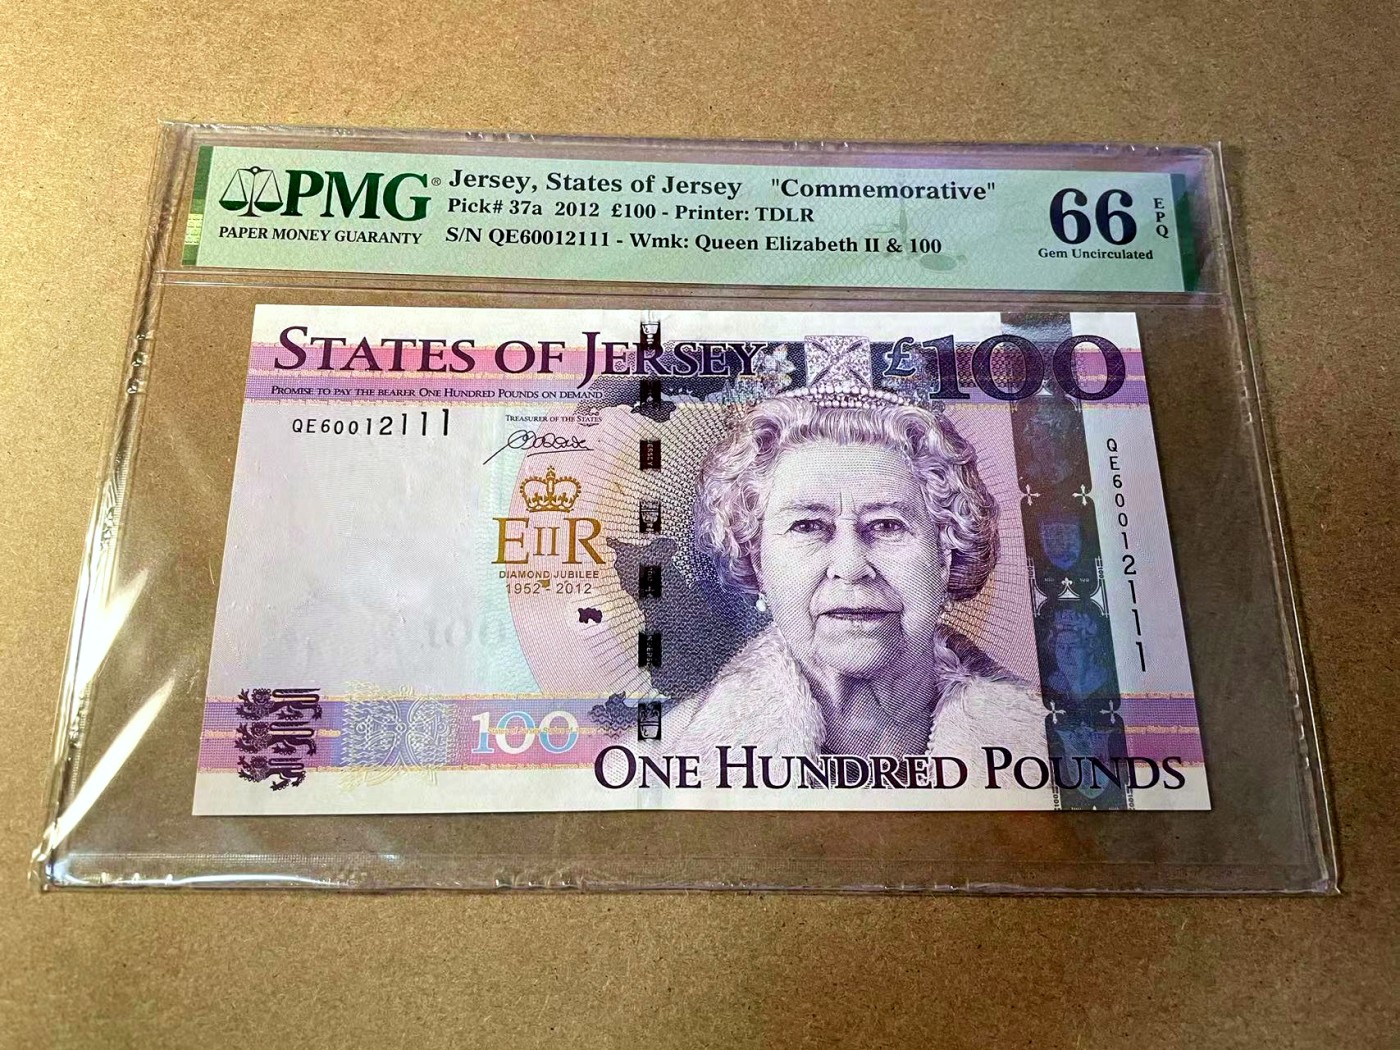 PMG®
PAPER MONEY GUARANTY
Jersey, States of Jersey "Commemorative"
Pick# 37a 2012 £100 - Printer: TDLR
S/N QE60012111 - Wmk: Queen Elizabeth II & 100
66
EPQ
Gem Uncirculated
STATES OF JERSEY
£100
PROMISE TO PAY THE BEARER ONE HUNDRED POUNDS ON DEMAND
QE60012111
TREASURER OF THE STATES
EIIR
DIAMOND JUBILEE
1952 - 2012
QE60012111
100
100
ONE HUNDRED POUNDS